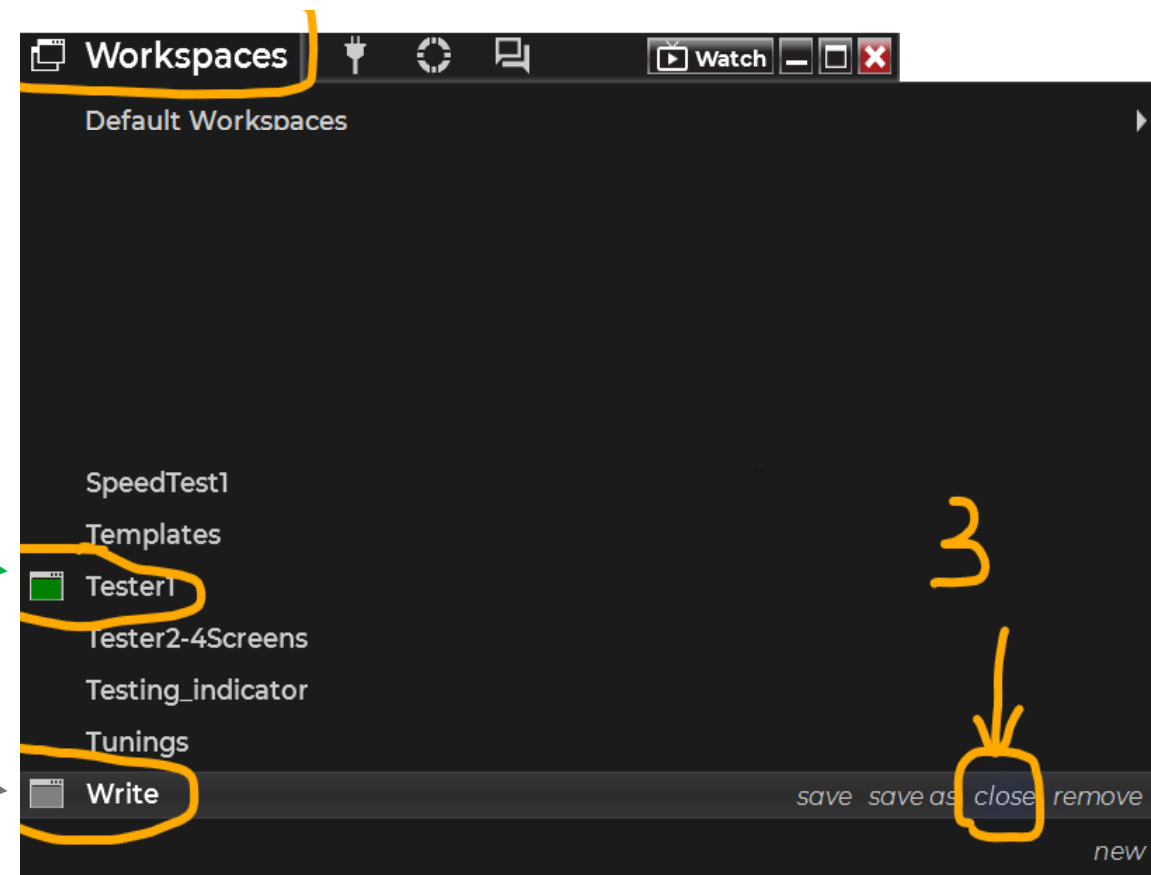 Workspaces Watch
Default Workspaces
SpeedTest1
Templates
3
Tester1
Tester2-4Screens
Testing_indicator
Tunings
Write save save as close remove
new